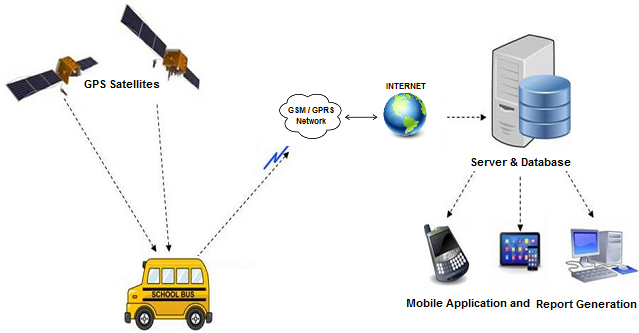 GPS Satellites
INTERNET
GSM / GPRS
Network
Server & Database
SCHOOL BUS
Mobile Application and Report Generation